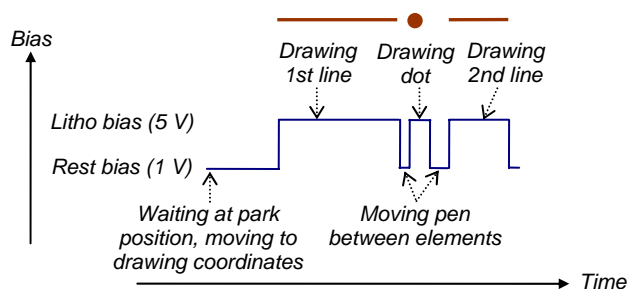 Bias
Drawing
1st line
Drawing
dot
Drawing
2nd line
Litho bias (5 V)
Rest bias (1 V)
Waiting at park
position, moving to
drawing coordinates
Moving pen
between elements
Time